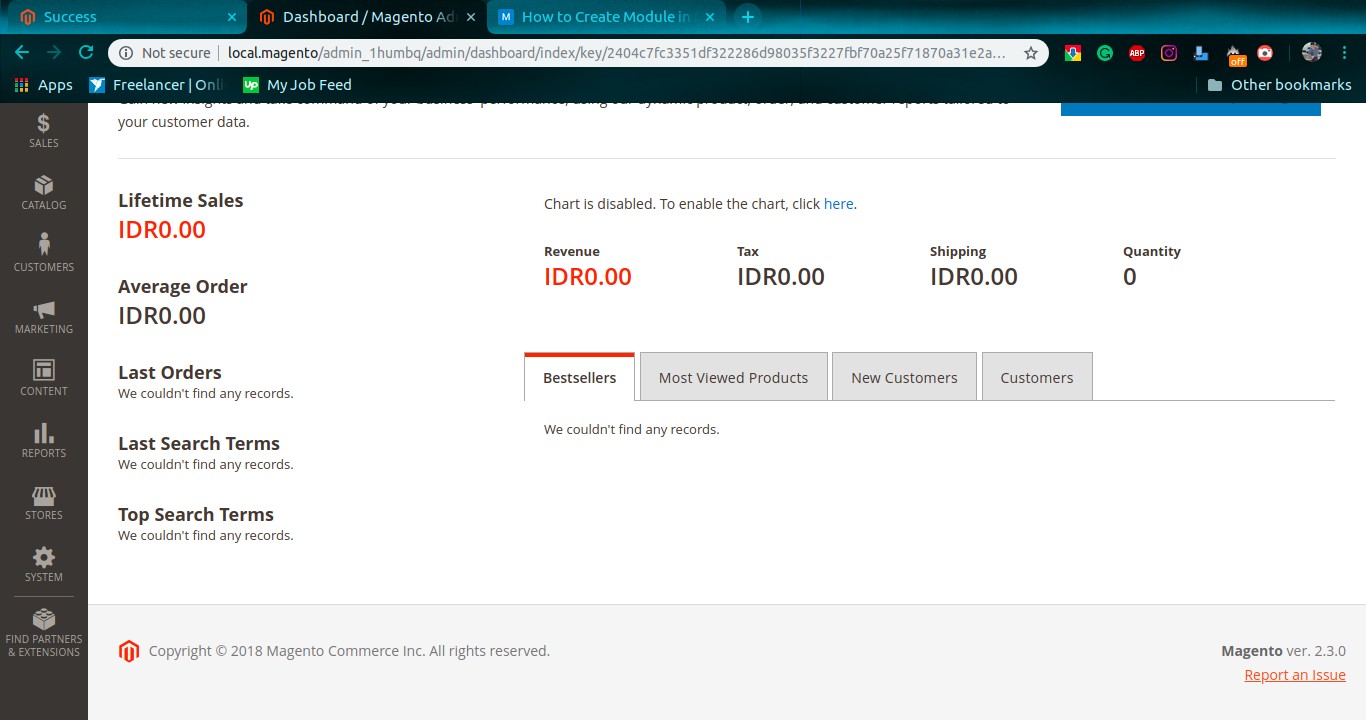 Success
Dashboard / Magento Ad
How to Create Module in
Not secure
local.magento/admin_1humbq/admin/dashboard/index/key/2404c7fc3351df322286d98035f3227fbf70a25f71870a31e2a…
ABP
off
Apps
Freelancer | Onli
Up
My Job Feed
Other bookmarks
your customer data.
SALES
CATALOG
CUSTOMERS
MARKETING
CONTENT
REPORTS
STORES
SYSTEM
FIND PARTNERS
& EXTENSIONS
Lifetime Sales
IDR0.00
Average Order
IDR0.00
Last Orders
We couldn't find any records.
Last Search Terms
We couldn't find any records.
Top Search Terms
We couldn't find any records.
Chart is disabled. To enable the chart, click here.
Revenue Tax Shipping Quantity
IDR0.00 IDR0.00 IDR0.00 0
Bestsellers Most Viewed Products New Customers Customers
We couldn't find any records.
Copyright © 2018 Magento Commerce Inc. All rights reserved.
Magento ver. 2.3.0
Report an Issue